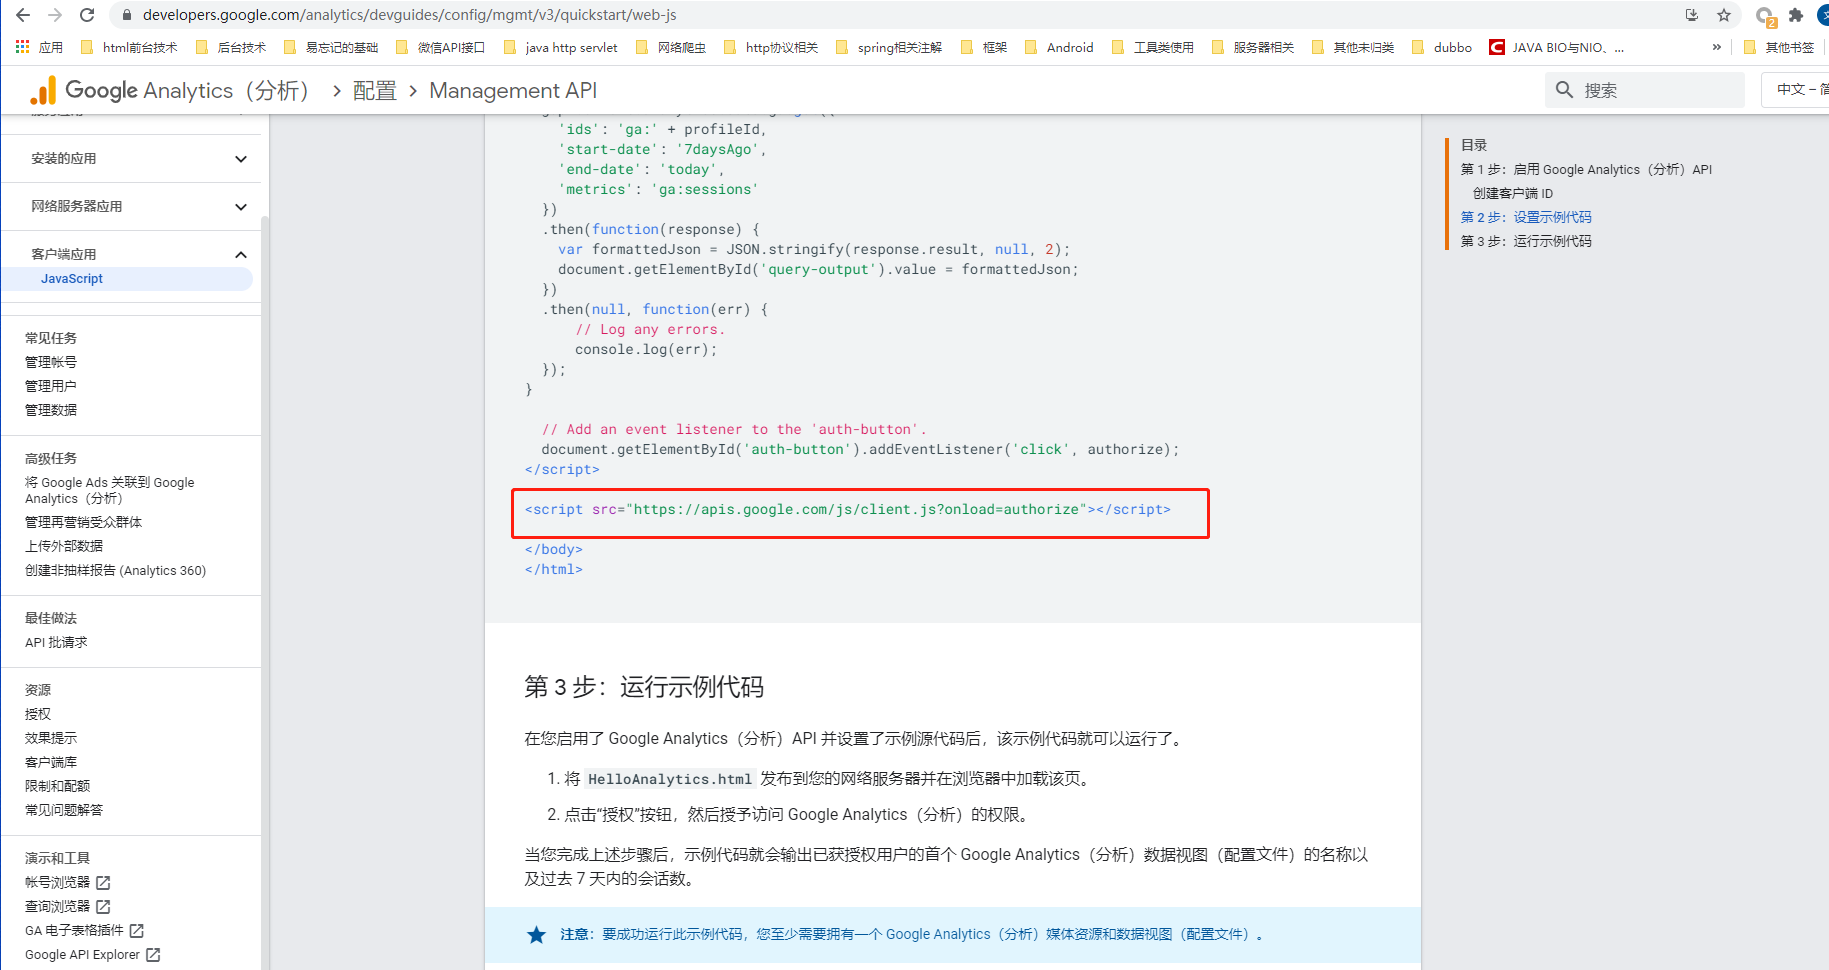 developers.google.com/analytics/devguides/config/mgmt/v3/quickstart/web-js
2
应用 html前台技术 后台技术 易忘记的基础 微信API接口 java http servlet 网络爬虫 http协议相关 spring相关注解 框架 Android 工具类使用 服务器相关 其他未归类 dubbo JAVA BIO与NIO、... » 其他书签
Google Analytics（分析） > 配置 > Management API
搜索
中文 – 简
安装的应用
网络服务器应用
客户端应用
JavaScript
常见任务
管理帐号
管理用户
管理数据
高级任务
将 Google Ads 关联到 Google
Analytics（分析）
管理再营销受众群体
上传外部数据
创建非抽样报告 (Analytics 360)
最佳做法
API 批请求
资源
授权
效果提示
客户端库
限制和配额
常见问题解答
演示和工具
帐号浏览器
查询浏览器
GA 电子表格插件
Google API Explorer
'ids': 'ga:' + profileId,
'start-date': '7daysAgo',
'end-date': 'today',
'metrics': 'ga:sessions'
})
.then(function(response) {
var formattedJson = JSON.stringify(response.result, null, 2);
document.getElementById('query-output').value = formattedJson;
})
.then(null, function(err) {
// Log any errors.
console.log(err);
});
}
// Add an event listener to the 'auth-button'.
document.getElementById('auth-button').addEventListener('click', authorize);
</script>
<script src="https://apis.google.com/js/client.js?onload=authorize"></script>
</body>
</html>
第 3 步：运行示例代码
在您启用了 Google Analytics（分析）API 并设置了示例源代码后，该示例代码就可以运行了。
1. 将 HelloAnalytics.html 发布到您的网络服务器并在浏览器中加载该页。
2. 点击“授权”按钮，然后授予访问 Google Analytics（分析）的权限。
当您完成上述步骤后，示例代码就会输出已获授权用户的首个 Google Analytics（分析）数据视图（配置文件）的名称以
及过去 7 天内的会话数。
注意：要成功运行此示例代码，您至少需要拥有一个 Google Analytics（分析）媒体资源和数据视图（配置文件）。
目录
第 1 步：启用 Google Analytics（分析）API
创建客户端 ID
第 2 步：设置示例代码
第 3 步：运行示例代码